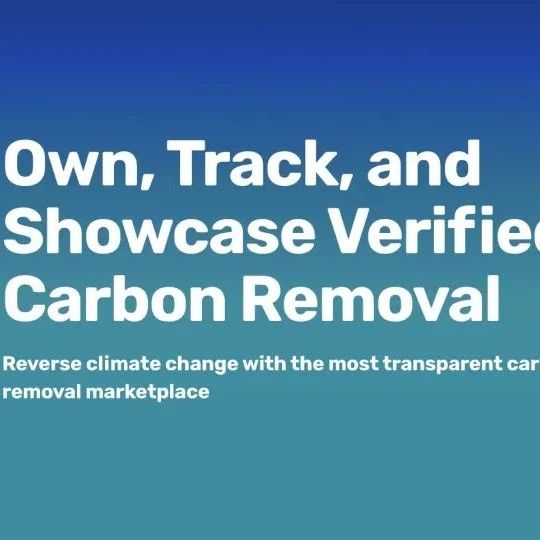 Own, Track, and
Showcase Verifie
Carbon Removal
Reverse climate change with the most transparent car
removal marketplace